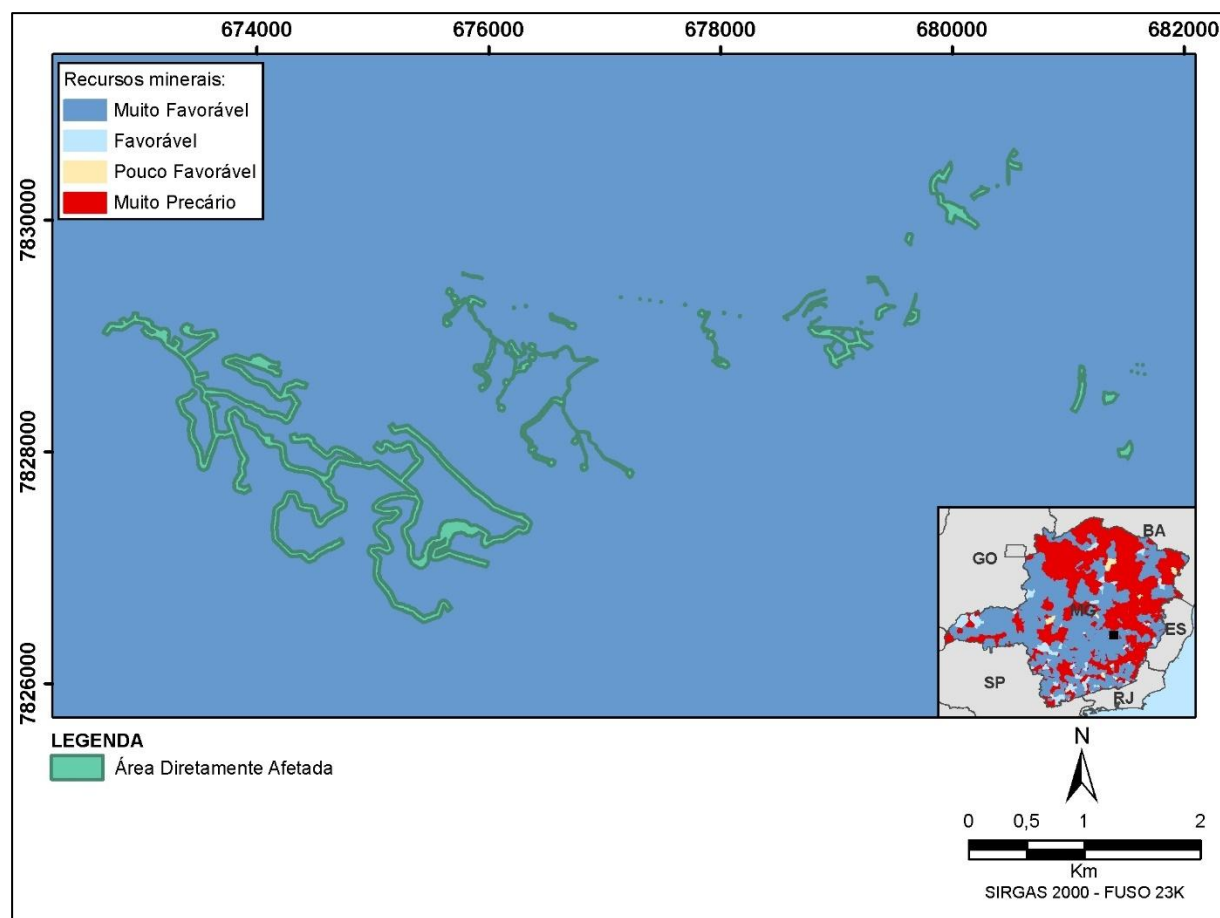 674000 676000 678000 680000 682000
Recursos minerais:
Muito Favorável
Favorável
Pouco Favorável
Muito Precário
7830000
7828000
7826000
BA
GO
MG
ES
SP
RJ
LEGENDA
Área Diretamente Afetada
N
0 0,5 1 2
Km
SIRGAS 2000 - FUSO 23K